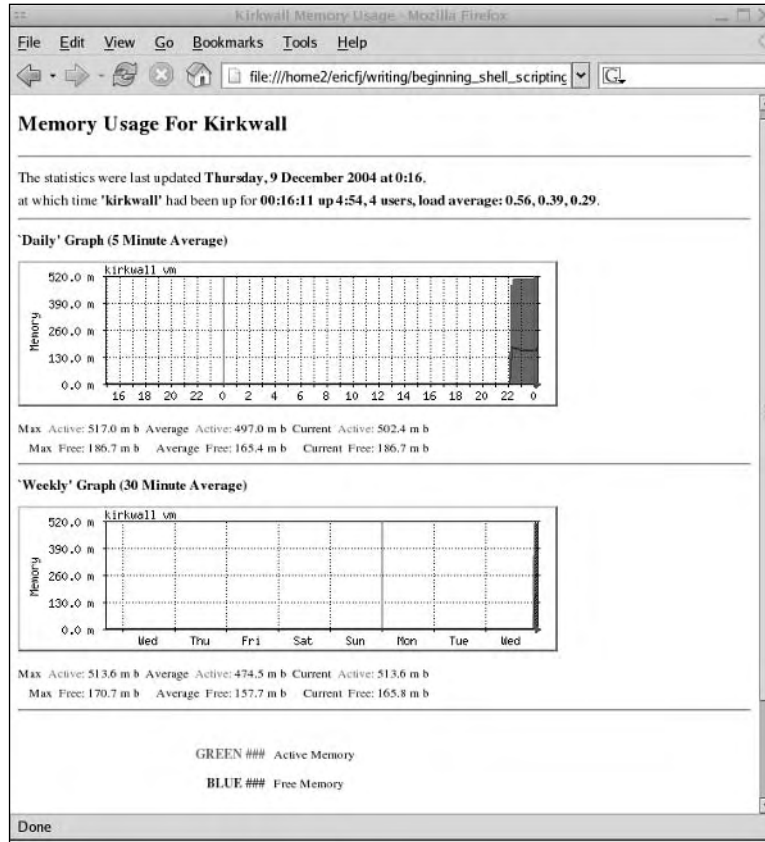 Kirkwall Memory Usage - Mozilla Firefox
File Edit View Go Bookmarks Tools Help
file:///home2/ericfj/writing/beginning_shell_scripting
G
Memory Usage For Kirkwall
The statistics were last updated Thursday, 9 December 2004 at 0:16,
at which time 'kirkwall' had been up for 00:16:11 up 4:54, 4 users, load average: 0.56, 0.39, 0.29.
`Daily' Graph (5 Minute Average)
kirkwall vm
520.0 m
390.0 m
260.0 m
130.0 m
0.0 m
Memory
16 18 20 22 0 2 4 6 8 10 12 14 16 18 20 22 0
Max Active: 517.0 m b Average Active: 497.0 m b Current Active: 502.4 m b
Max Free: 186.7 m b Average Free: 165.4 m b Current Free: 186.7 m b
`Weekly' Graph (30 Minute Average)
kirkwall vm
520.0 m
390.0 m
260.0 m
130.0 m
0.0 m
Memory
Wed Thu Fri Sat Sun Mon Tue Wed
Max Active: 513.6 m b Average Active: 474.5 m b Current Active: 513.6 m b
Max Free: 170.7 m b Average Free: 157.7 m b Current Free: 165.8 m b
GREEN ### Active Memory
BLUE ### Free Memory
Done